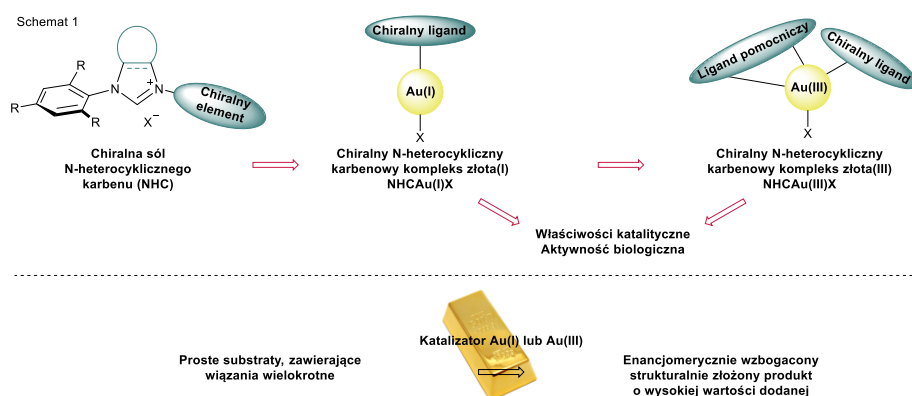 Schemat 1
R
R
R
N
N
+
X−
Chiralny
element
Chiralna sól
N-heterocyklicznego
karbenu (NHC)
Chiralny ligand
Au(I)
X
Chiralny N-heterocykliczny
karbenowy kompleks złota(I)
NHCAu(I)X
Ligand pomocniczy
Chiralny ligand
Au(III)
X
Chiralny N-heterocykliczny
karbenowy kompleks złota(III)
NHCAu(III)X
Właściwości katalityczne
Aktywność biologiczna
Proste substraty, zawierające
wiązania wielokrotne
Katalizator Au(I) lub Au(III)
Enancjomerycznie wzbogacony
strukturalnie złożony produkt
o wysokiej wartości dodanej